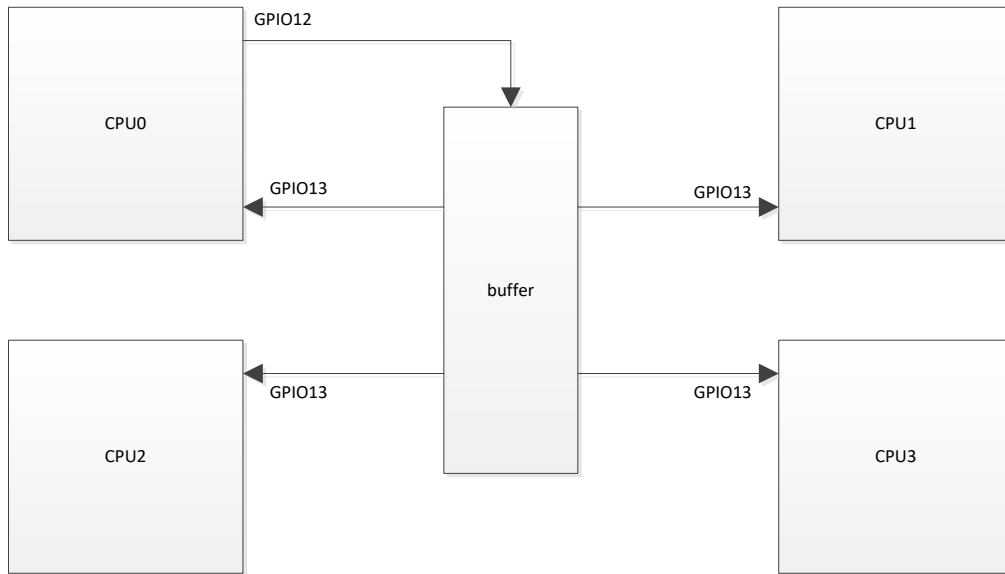 GPIO12
CPU0
CPU1
GPIO13
GPIO13
buffer
GPIO13
GPIO13
CPU2
CPU3